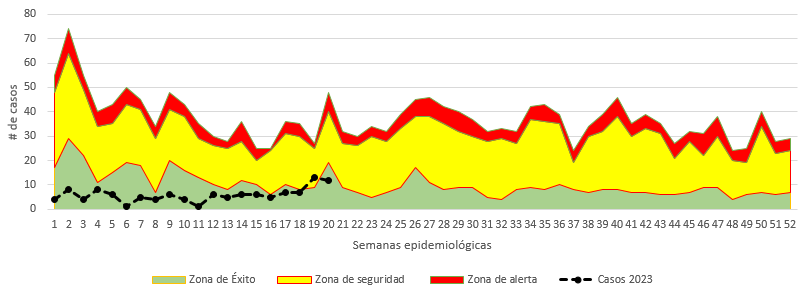 80
70
60
50
40
30
20
10
0
# de casos
1 2 3 4 5 6 7 8 9 10 11 12 13 14 15 16 17 18 19 20 21 22 23 24 25 26 27 28 29 30 31 32 33 34 35 36 37 38 39 40 41 42 43 44 45 46 47 48 49 50 51 52
Semanas epidemiológicas
Zona de Éxito Zona de seguridad Zona de alerta Casos 2023